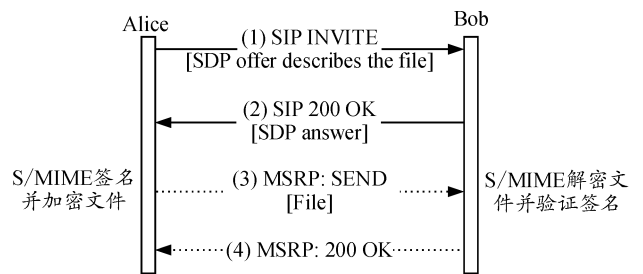 Alice
Bob
(1) SIP INVITE
[SDP offer describes the file]
(2) SIP 200 OK
[SDP answer]
S/MIME签名
并加密文件
(3) MSRP: SEND
[File]
S/MIME解密文
件并验证签名
(4) MSRP: 200 OK